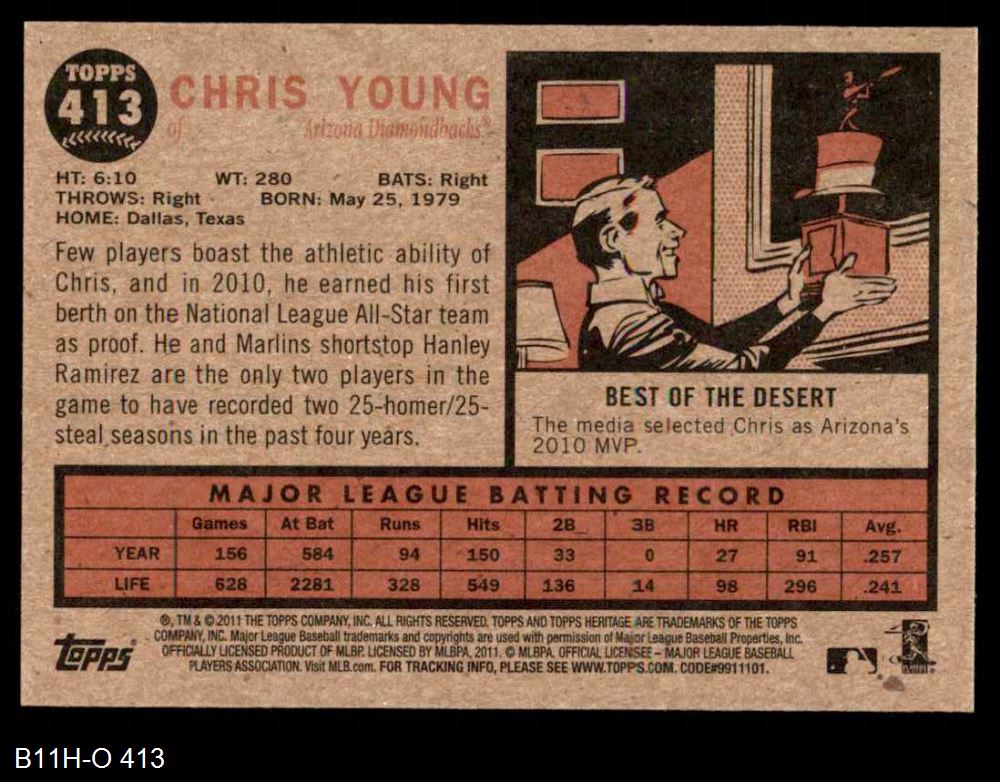 TOPPS
413
CHRIS YOUNG
of Arizona Diamondbacks™
HT: 6:10 WT: 280 BATS: Right
THROWS: Right BORN: May 25, 1979
HOME: Dallas, Texas
Few players boast the athletic ability of
Chris, and in 2010, he earned his first
berth on the National League All-Star team
as proof. He and Marlins shortstop Hanley
Ramirez are the only two players in the
game to have recorded two 25-homer/25-
steal seasons in the past four years.
BEST OF THE DESERT
The media selected Chris as Arizona's
2010 MVP.
MAJOR LEAGUE BATTING RECORD
Games At Bat Runs Hits 2B 3B HR RBI Avg.
YEAR 156 584 94 150 33 0 27 91 .257
LIFE 628 2281 328 549 136 14 98 296 .241
®, TM & © 2011 THE TOPPS COMPANY, INC. ALL RIGHTS RESERVED. TOPPS AND TOPPS HERITAGE ARE TRADEMARKS OF THE TOPPS
COMPANY, INC. Major League Baseball trademarks and copyrights are used with permission of Major League Baseball Properties, Inc.
OFFICIALLY LICENSED PRODUCT OF MLBP. LICENSED BY MLBPA, 2011. © MLBPA. OFFICIAL LICENSEE – MAJOR LEAGUE BASEBALL
PLAYERS ASSOCIATION. Visit MLB.com. FOR TRACKING INFO, PLEASE SEE WWW.TOPPS.COM. CODE#9911101.
Topps
B11H-O 413